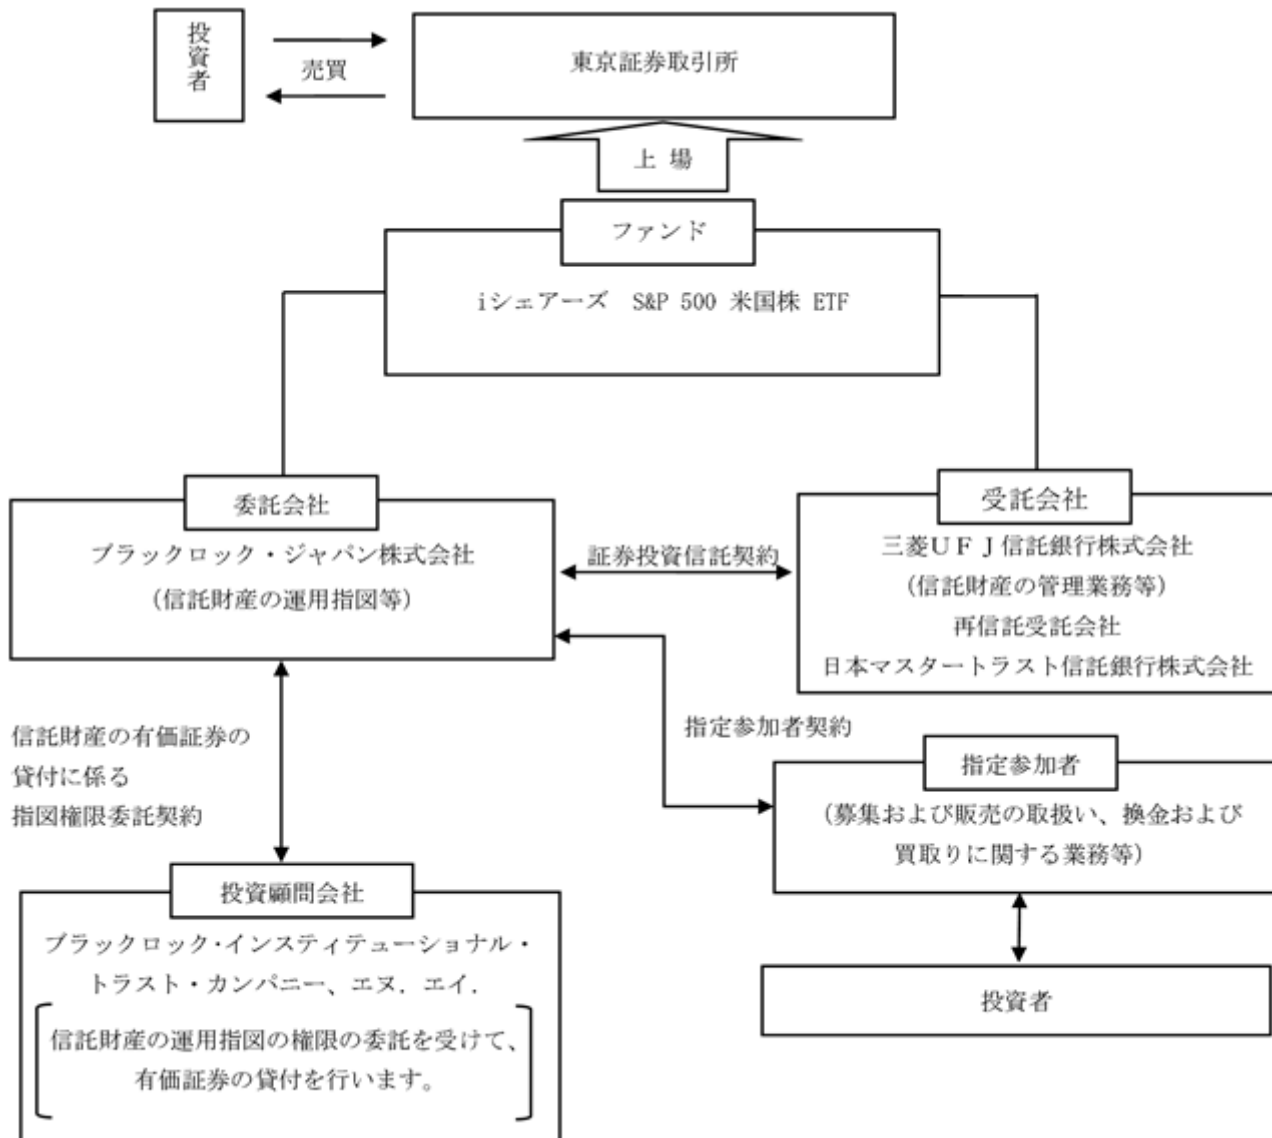 投資者
売買
東京証券取引所
上 場
ファンド
iシェアーズ S&P 500 米国株 ETF
委託会社
ブラックロック・ジャパン株式会社
(信託財産の運用指図等)
証券投資信託契約
受託会社
三菱UFJ信託銀行株式会社
(信託財産の管理業務等)
再信託受託会社
日本マスタートラスト信託銀行株式会社
信託財産の有価証券の
貸付に係る
指図権限委託契約
指定参加者契約
指定参加者
(募集および販売の取扱い、換金および
買取りに関する業務等)
投資顧問会社
ブラックロック・インスティテューショナル・
トラスト・カンパニー、エヌ．エイ．
信託財産の運用指図の権限の委託を受けて、
有価証券の貸付を行います。
投資者